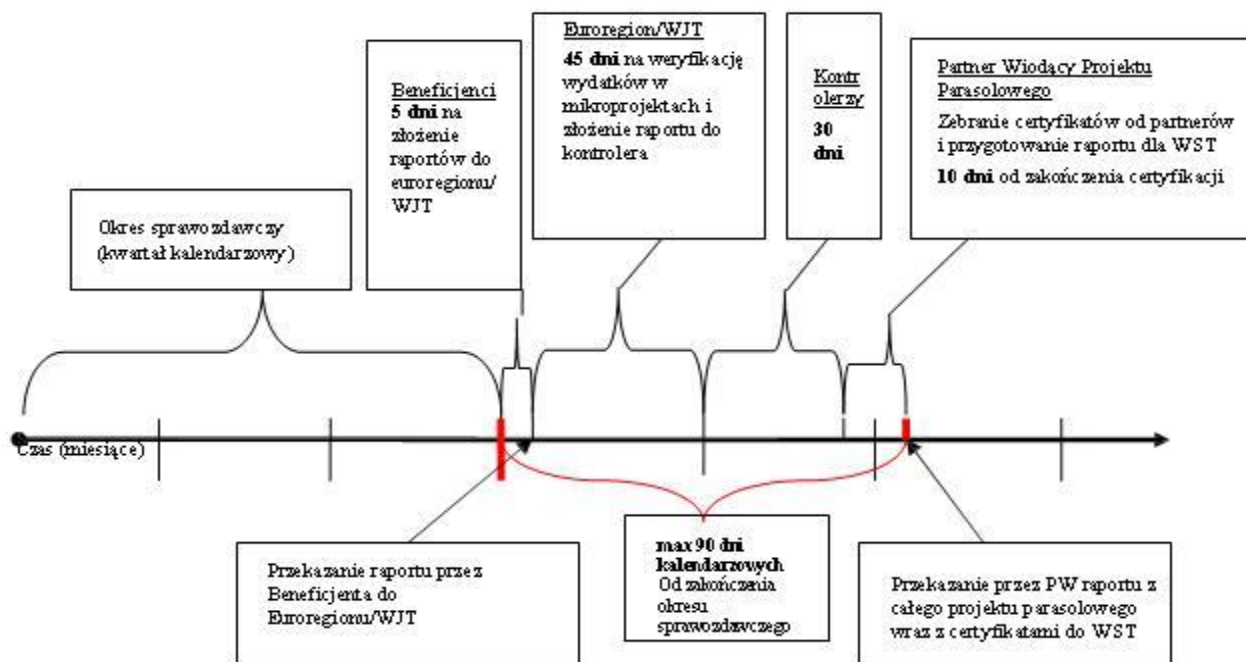 Okres sprawozdawczy
(kwartał kalendarzowy)
Beneficjenci
5 dni na
złożenie
raportów do
euroregionu/
WJT
Euroregion/WJT
45 dni na weryfikację
wydatków w
mikroprojektach i
złożenie raportu do
kontrolera
Kontr
olerzy
30
dni
Partner Wiodący Projektu
Parasolowego
Zebranie certyfikatów od partnerów
i przygotowanie raportu dla WST
10 dni od zakończenia certyfikacji
Czas (miesiące)
Przekazanie raportu przez
Beneficjenta do
Euroregionu/WJT
max 90 dni
kalendarzowych
Od zakończenia
okresu
sprawozdawczego
Przekazanie przez PW raportu z
całego projektu parasolowego
wraz z certyfikatami do WST